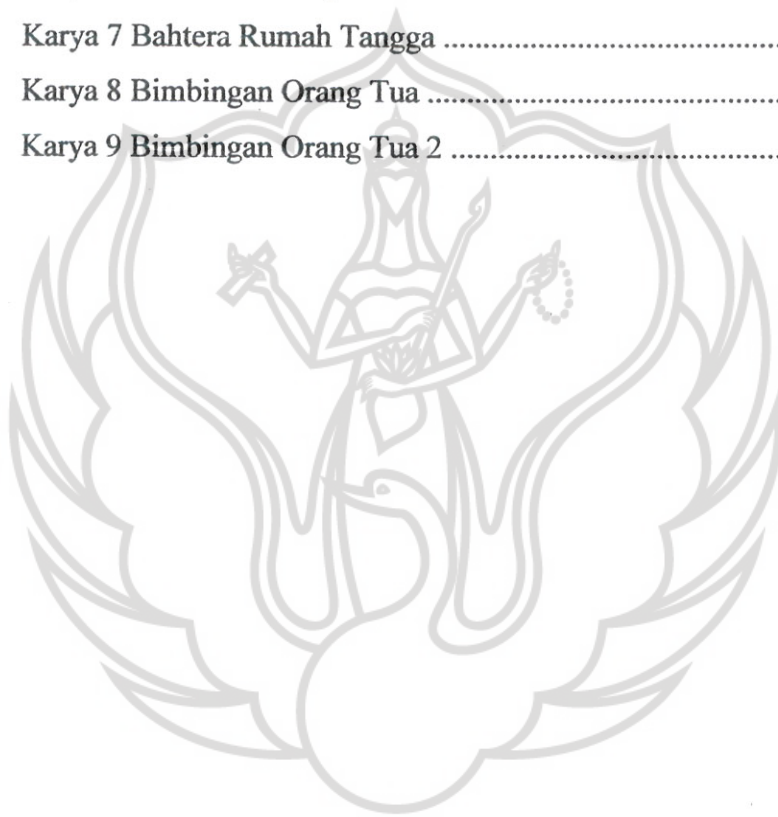 Karya 7 Bahtera Rumah Tangga ..........................................
Karya 8 Bimbingan Orang Tua ............................................
Karya 9 Bimbingan Orang Tua 2 .........................................